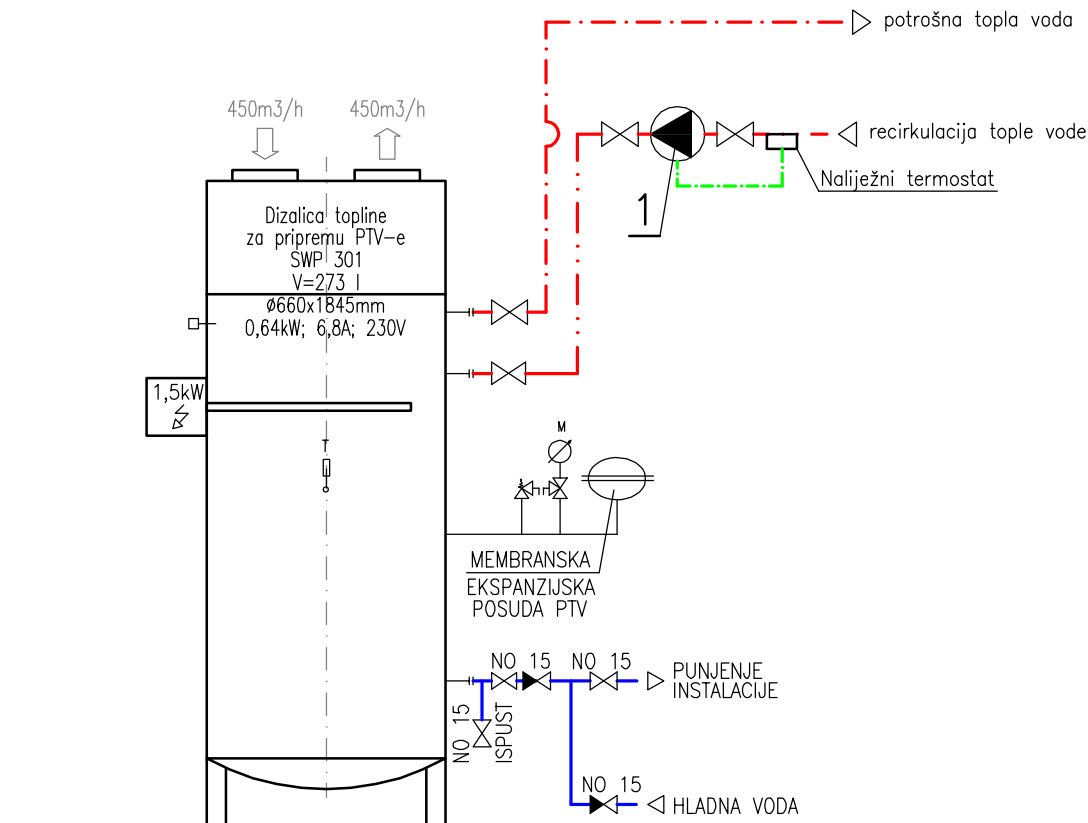 potrošna topla voda
450m3/h
450m3/h
recirkulacija tople vode
Naliježni termostat
1
Dizalica topline
za pripremu PTV-e
SWP 301
V=273 l
Ø660x1845mm
0,64kW; 6,8A; 230V
1,5kW
T
M
MEMBRANSKA
EKSPANZIJSKA
POSUDA PTV
NO 15
NO 15
PUNJENJE
INSTALACIJE
NO 15
ISPUST
NO 15
HLADNA VODA